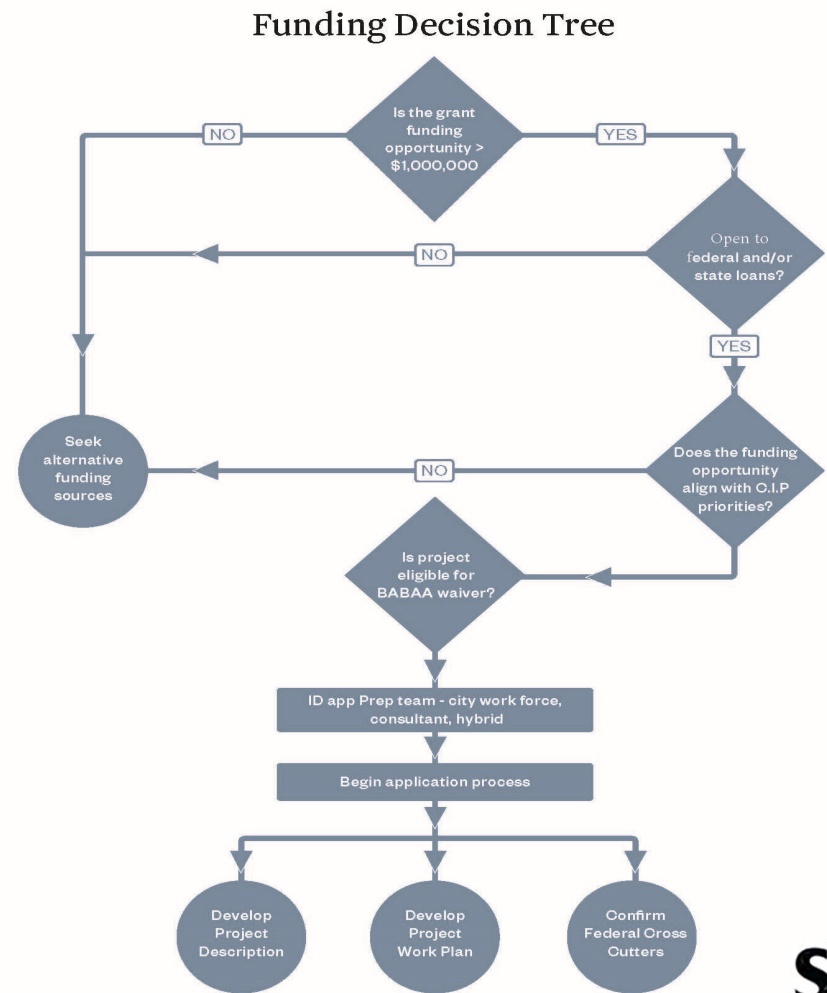 Funding Decision Tree
Is the grant
funding
opportunity >
$1,000,000
NO
YES
Open to
federal and/or
state loans?
NO
YES
Seek
alternative
funding
sources
NO
Does the funding
opportunity
align with C.I.P
priorities?
Is project
eligible for
BABAA waiver?
ID app Prep team - city work force,
consultant, hybrid
Begin application process
Develop
Project
Description
Develop
Project
Work Plan
Confirm
Federal Cross
Cutters